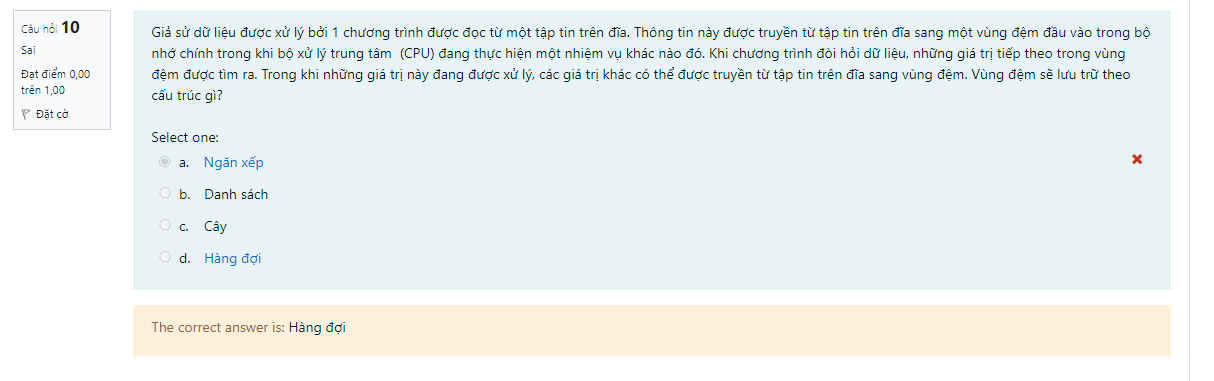 Câu hỏi 10
Sai
Đạt điểm 0,00
trên 1,00
Đặt cờ
Giả sử dữ liệu được xử lý bởi 1 chương trình được đọc từ một tập tin trên đĩa. Thông tin này được truyền từ tập tin trên đĩa sang một vùng đệm đầu vào trong bộ
nhớ chính trong khi bộ xử lý trung tâm (CPU) đang thực hiện một nhiệm vụ khác nào đó. Khi chương trình đòi hỏi dữ liệu, những giá trị tiếp theo trong vùng
đệm được tìm ra. Trong khi những giá trị này đang được xử lý, các giá trị khác có thể được truyền từ tập tin trên đĩa sang vùng đệm. Vùng đệm sẽ lưu trữ theo
cấu trúc gì?
Select one:
a. Ngăn xếp
b. Danh sách
c. Cây
d. Hàng đợi
The correct answer is: Hàng đợi